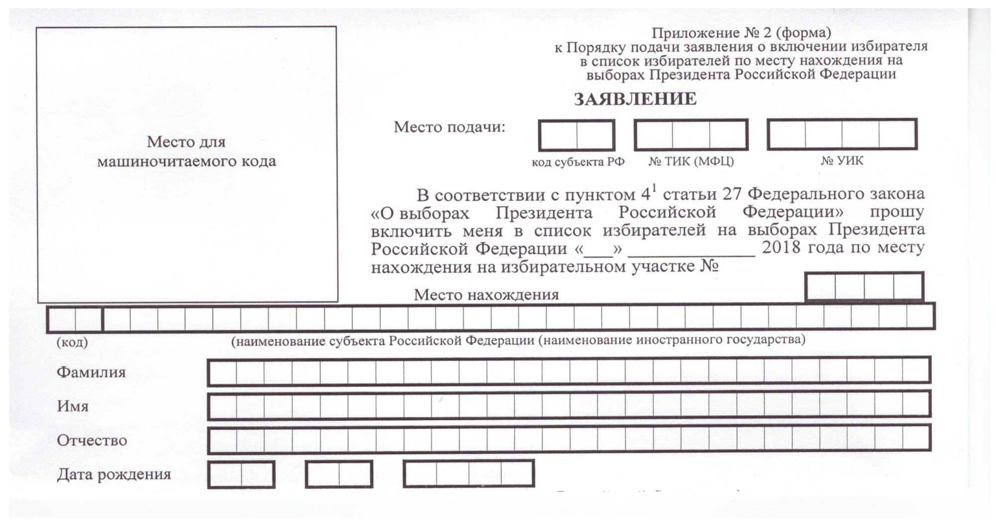 Приложение № 2 (форма)
к Порядку подачи заявления о включении избирателя
в список избирателей по месту нахождения на
выборах Президента Российской Федерации
ЗАЯВЛЕНИЕ
Место для
машиночитаемого кода
Место подачи:
код субъекта РФ № ТИК (МФЦ) № УИК
В соответствии с пунктом 4¹ статьи 27 Федерального закона
«О выборах Президента Российской Федерации» прошу
включить меня в список избирателей на выборах Президента
Российской Федерации «___» ______________ 2018 года по месту
нахождения на избирательном участке №
Место нахождения
(код) (наименование субъекта Российской Федерации (наименование иностранного государства)
Фамилия
Имя
Отчество
Дата рождения